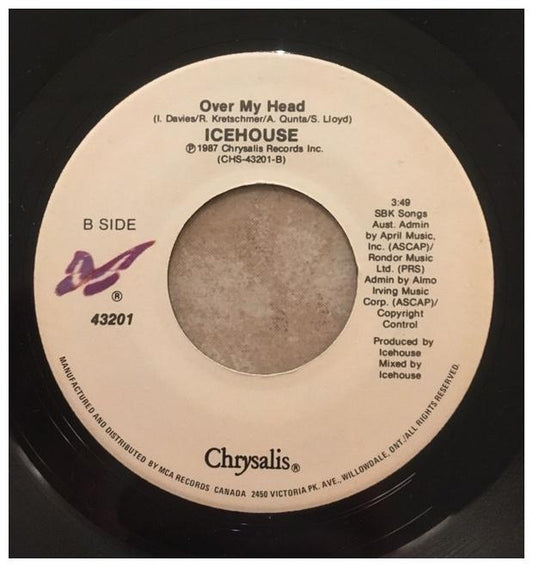 Over My Head
(I. Davies/R. Kretschmer/A. Qunta/S. Lloyd)
ICEHOUSE
℗ 1987 Chrysalis Records Inc.
(CHS-43201-B)
B SIDE
®
43201
3:49
SBK Songs
Aust. Admin
by April Music,
Inc. (ASCAP)/
Rondor Music
Ltd. (PRS)
Admin by Almo
Irving Music
Corp. (ASCAP)/
Copyright
Control
Produced by
Icehouse
Mixed by
Icehouse
Chrysalis®
MANUFACTURED AND DISTRIBUTED BY MCA RECORDS CANADA 2450 VICTORIA PK. AVE., WILLOWDALE, ONT./ALL RIGHTS RESERVED.